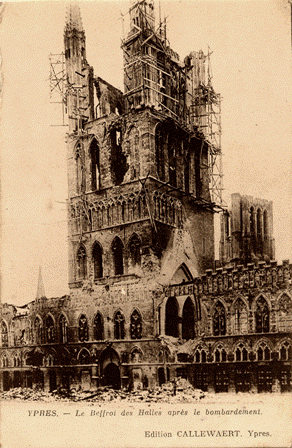 YPRES. — Le Beffroi des Halles après le bombardement.
Edition CALLEWAERT. Ypres.